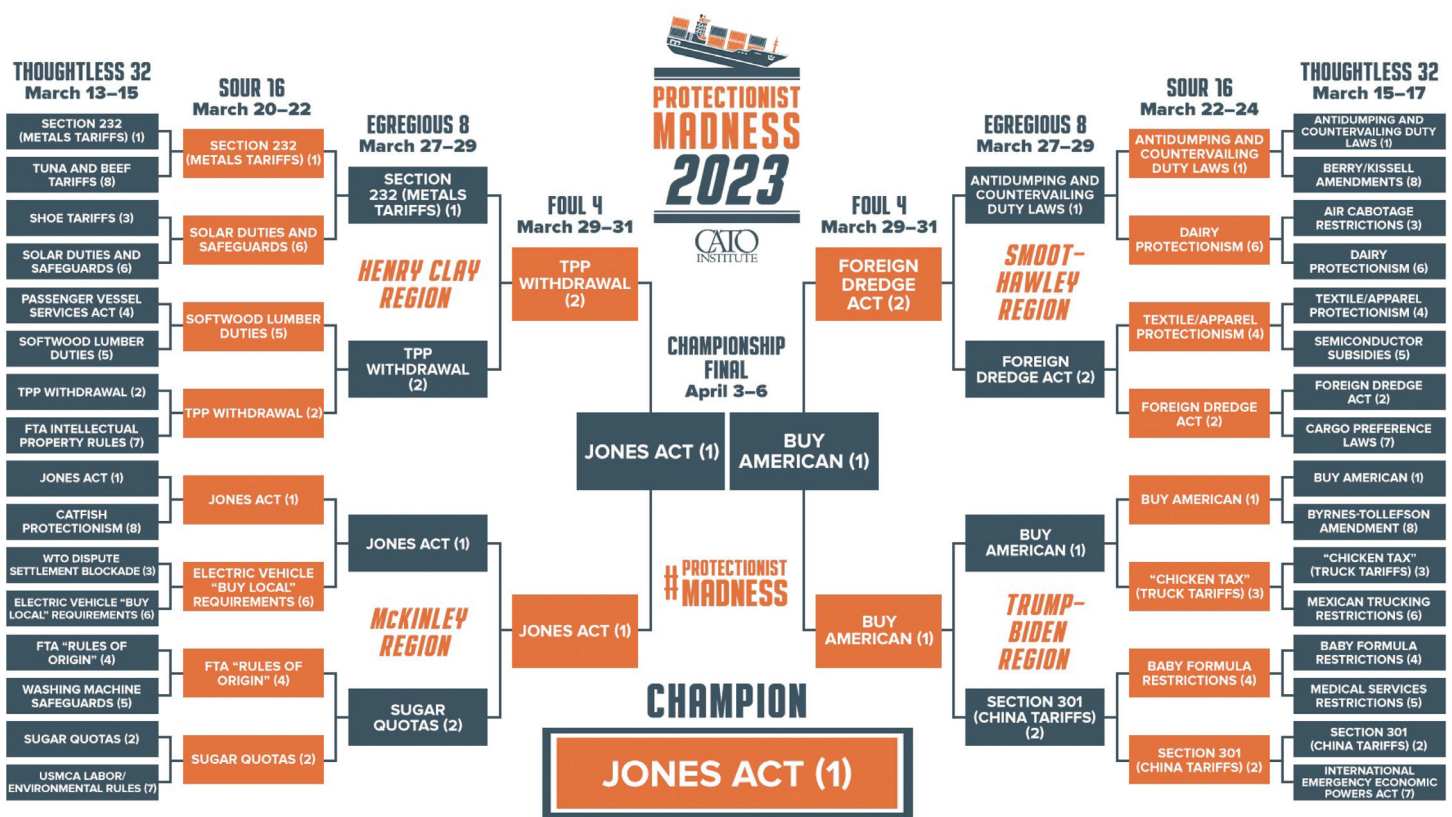 PROTECTIONIST
MADNESS
2023
CATO
INSTITUTE
THOUGHTLESS 32
March 13–15
SECTION 232
(METALS TARIFFS) (1)
TUNA AND BEEF
TARIFFS (8)
SHOE TARIFFS (3)
SOLAR DUTIES AND
SAFEGUARDS (6)
PASSENGER VESSEL
SERVICES ACT (4)
SOFTWOOD LUMBER
DUTIES (5)
TPP WITHDRAWAL (2)
FTA INTELLECTUAL
PROPERTY RULES (7)
JONES ACT (1)
CATFISH
PROTECTIONISM (8)
WTO DISPUTE
SETTLEMENT BLOCKADE (3)
ELECTRIC VEHICLE “BUY
LOCAL” REQUIREMENTS (6)
FTA “RULES OF
ORIGIN” (4)
WASHING MACHINE
SAFEGUARDS (5)
SUGAR QUOTAS (2)
USMCA LABOR/
ENVIRONMENTAL RULES (7)
SOUR 16
March 20–22
SECTION 232
(METALS TARIFFS) (1)
SOLAR DUTIES AND
SAFEGUARDS (6)
SOFTWOOD LUMBER
DUTIES (5)
TPP WITHDRAWAL (2)
JONES ACT (1)
ELECTRIC VEHICLE
“BUY LOCAL”
REQUIREMENTS (6)
FTA “RULES OF
ORIGIN” (4)
SUGAR QUOTAS (2)
EGREGIOUS 8
March 27–29
SECTION
232 (METALS
TARIFFS) (1)
HENRY CLAY
REGION
TPP
WITHDRAWAL
(2)
JONES ACT (1)
McKINLEY
REGION
SUGAR
QUOTAS (2)
FOUL 4
March 29–31
TPP
WITHDRAWAL
(2)
JONES ACT (1)
CHAMPIONSHIP
FINAL
April 3–6
JONES ACT (1)
BUY
AMERICAN (1)
#PROTECTIONIST
MADNESS
CHAMPION
JONES ACT (1)
FOUL 4
March 29–31
FOREIGN
DREDGE
ACT (2)
BUY
AMERICAN (1)
EGREGIOUS 8
March 27–29
ANTIDUMPING AND
COUNTERVAILING
DUTY LAWS (1)
SMOOT-
HAWLEY
REGION
FOREIGN
DREDGE ACT (2)
BUY
AMERICAN (1)
TRUMP-
BIDEN
REGION
SECTION 301
(CHINA TARIFFS)
(2)
SOUR 16
March 22–24
ANTIDUMPING AND
COUNTERVAILING
DUTY LAWS (1)
DAIRY
PROTECTIONISM (6)
TEXTILE/APPAREL
PROTECTIONISM (4)
FOREIGN DREDGE
ACT (2)
BUY AMERICAN (1)
“CHICKEN TAX”
(TRUCK TARIFFS) (3)
BABY FORMULA
RESTRICTIONS (4)
SECTION 301
(CHINA TARIFFS) (2)
THOUGHTLESS 32
March 15–17
ANTIDUMPING AND
COUNTERVAILING DUTY
LAWS (1)
BERRY/KISSELL
AMENDMENTS (8)
AIR CABOTAGE
RESTRICTIONS (3)
DAIRY
PROTECTIONISM (6)
TEXTILE/APPAREL
PROTECTIONISM (4)
SEMICONDUCTOR
SUBSIDIES (5)
FOREIGN DREDGE
ACT (2)
CARGO PREFERENCE
LAWS (7)
BUY AMERICAN (1)
BYRNES-TOLLEFSON
AMENDMENT (8)
“CHICKEN TAX”
(TRUCK TARIFFS) (3)
MEXICAN TRUCKING
RESTRICTIONS (6)
BABY FORMULA
RESTRICTIONS (4)
MEDICAL SERVICES
RESTRICTIONS (5)
SECTION 301
(CHINA TARIFFS) (2)
INTERNATIONAL
EMERGENCY ECONOMIC
POWERS ACT (7)